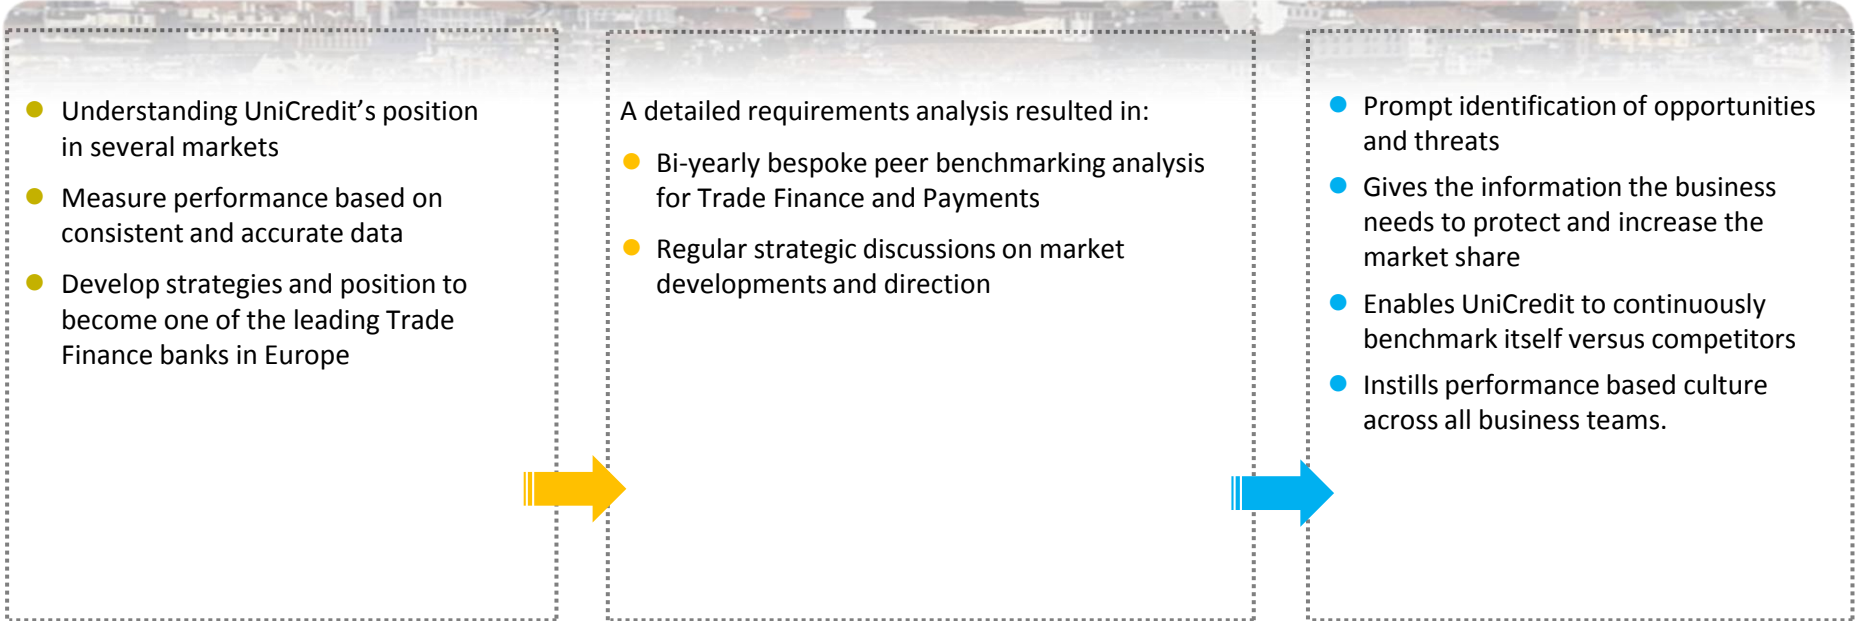 Understanding UniCredit’s position
in several markets
Measure performance based on
consistent and accurate data
Develop strategies and position to
become one of the leading Trade
Finance banks in Europe
A detailed requirements analysis resulted in:
Bi-yearly bespoke peer benchmarking analysis
for Trade Finance and Payments
Regular strategic discussions on market
developments and direction
Prompt identification of opportunities
and threats
Gives the information the business
needs to protect and increase the
market share
Enables UniCredit to continuously
benchmark itself versus competitors
Instills performance based culture
across all business teams.